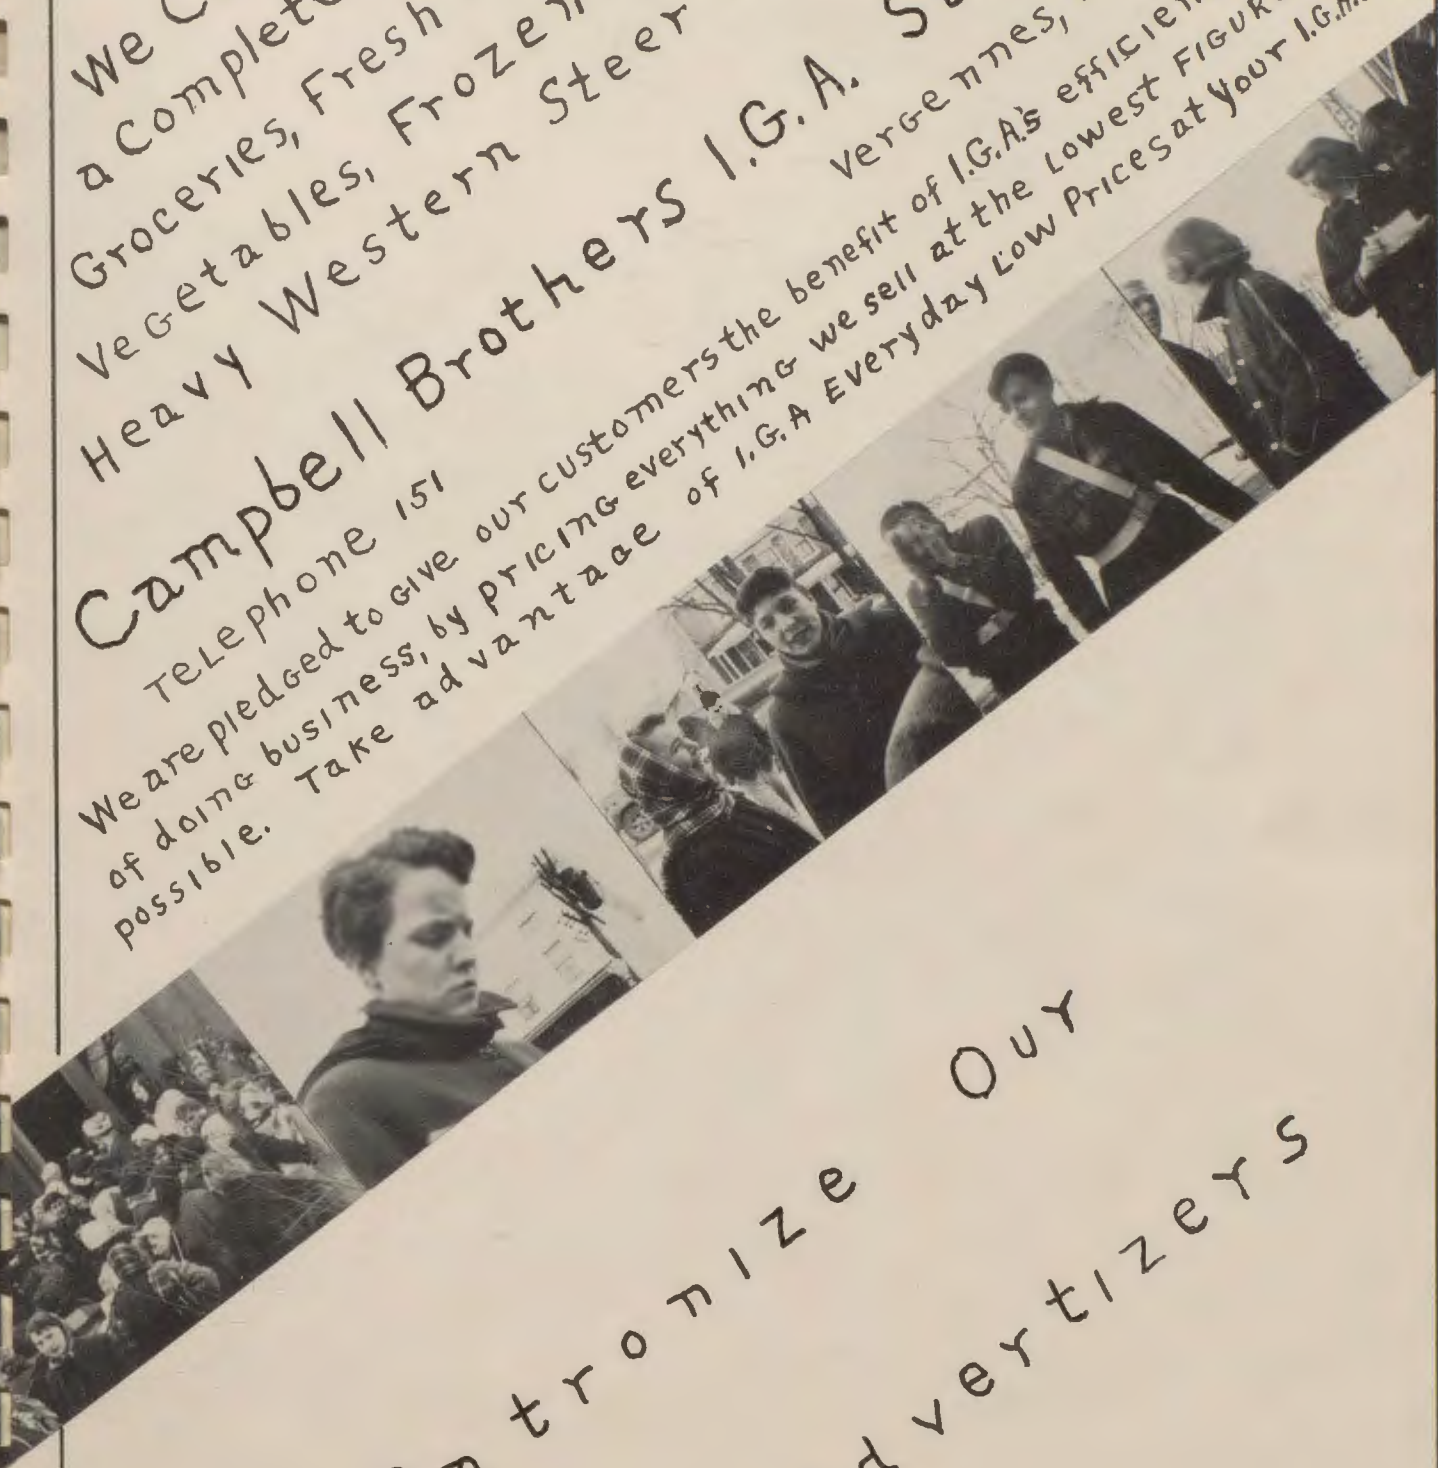 We
a Complete
Groceries, Fresh
Vegetables, Frozen
Heavy Western Steer
Campbell Brothers I.G.A.
Telephone 151 Vergennes,
We are pledged to give our customers the benefit of I.G.A.'s
of doing business, by pricing everything we sell at the Lowest
possible. Take advantage of I.G.A Everyday Low Prices at your I.G.A.
Our
tronize
dvertizers